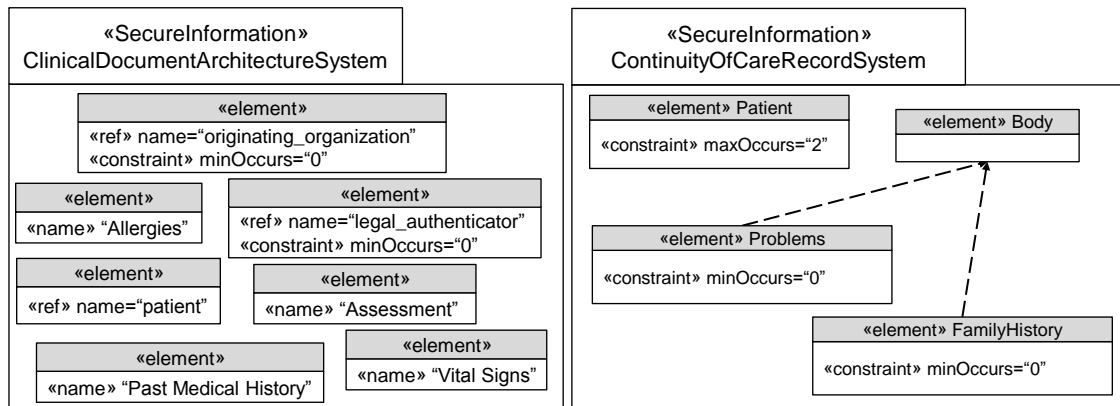 «SecureInformation»
ClinicalDocumentArchitectureSystem
«element»
«ref» name=“originating_organization”
«constraint» minOccurs=“0”
«element»
«name» “Allergies”
«element»
«ref» name=“legal_authenticator”
«constraint» minOccurs=“0”
«element»
«ref» name=“patient”
«element»
«name» “Assessment”
«element»
«name» “Past Medical History”
«element»
«name» “Vital Signs”
«SecureInformation»
ContinuityOfCareRecordSystem
«element» Patient
«constraint» maxOccurs=“2”
«element» Body
«element» Problems
«constraint» minOccurs=“0”
«element» FamilyHistory
«constraint» minOccurs=“0”